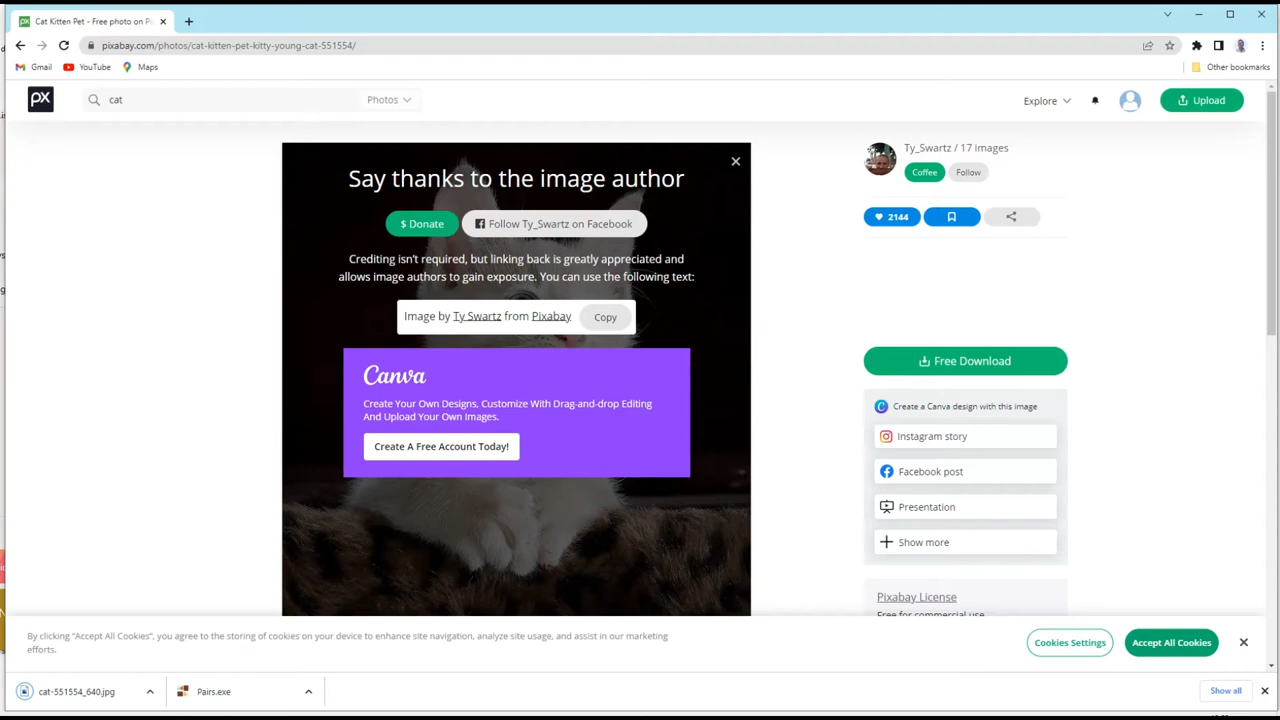 Cat Kitten Pet - Free photo on P
pixabay.com/photos/cat-kitten-pet-kitty-young-cat-551554/
Gmail
YouTube
Maps
Other bookmarks
px
cat
Photos
Explore
Upload
Say thanks to the image author
$ Donate
Follow Ty_Swartz on Facebook
Crediting isn't required, but linking back is greatly appreciated and
allows image authors to gain exposure. You can use the following text:
Image by Ty Swartz from Pixabay
Copy
Canva
Create Your Own Designs, Customize With Drag-and-drop Editing
And Upload Your Own Images.
Create A Free Account Today!
Ty_Swartz / 17 images
Coffee
Follow
2144
Free Download
Create a Canva design with this image
Instagram story
Facebook post
Presentation
Show more
Pixabay License
Free for commercial use
By clicking "Accept All Cookies", you agree to the storing of cookies on your device to enhance site navigation, analyze site usage, and assist in our marketing
efforts.
Cookies Settings
Accept All Cookies
cat-551554_640.jpg
Pairs.exe
Show all